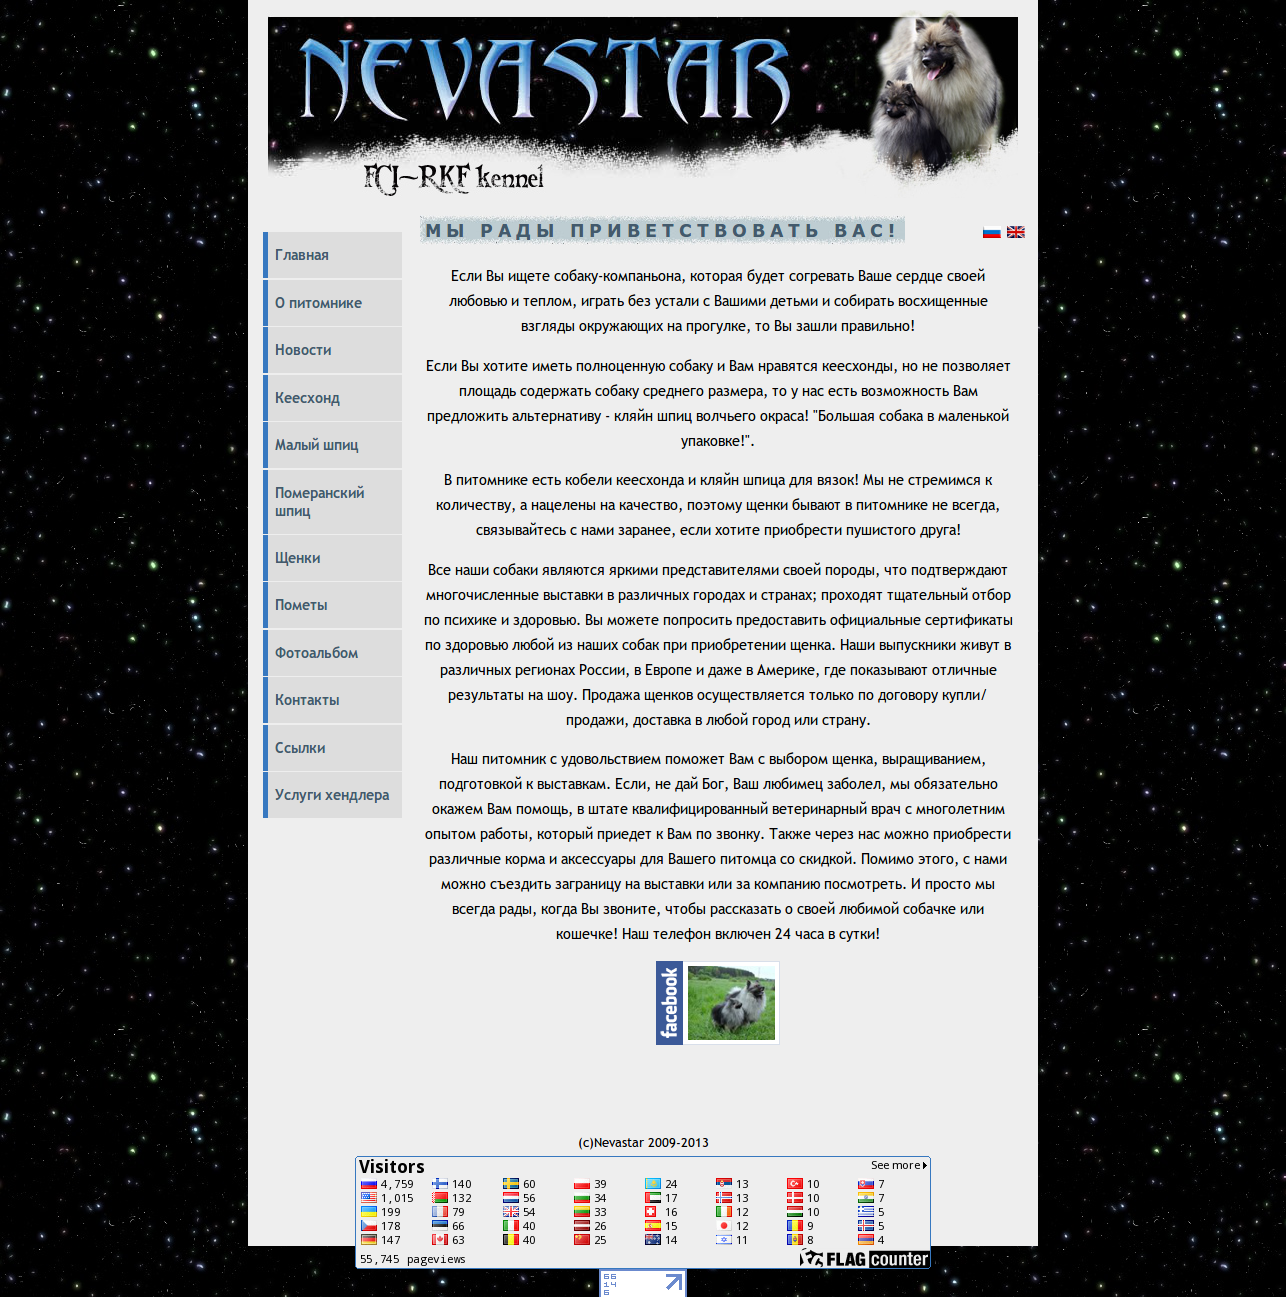 NEVASTAR
FCI-RKF kennel
МЫ РАДЫ ПРИВЕТСТВОВАТЬ ВАС!
Главная
О питомнике
Новости
Кеесхонд
Малый шпиц
Померанский
шпиц
Щенки
Пометы
Фотоальбом
Контакты
Ссылки
Услуги хендлера
Если Вы ищете собаку-компаньона, которая будет согревать Ваше сердце своей
любовью и теплом, играть без устали с Вашими детьми и собирать восхищенные
взгляды окружающих на прогулке, то Вы зашли правильно!
Если Вы хотите иметь полноценную собаку и Вам нравятся кеесхонды, но не позволяет
площадь содержать собаку среднего размера, то у нас есть возможность Вам
предложить альтернативу - кляйн шпиц волчьего окраса! "Большая собака в маленькой
упаковке!".
В питомнике есть кобели кеесхонда и кляйн шпица для вязок! Мы не стремимся к
количеству, а нацелены на качество, поэтому щенки бывают в питомнике не всегда,
связывайтесь с нами заранее, если хотите приобрести пушистого друга!
Все наши собаки являются яркими представителями своей породы, что подтверждают
многочисленные выставки в различных городах и странах; проходят тщательный отбор
по психике и здоровью. Вы можете попросить предоставить официальные сертификаты
по здоровью любой из наших собак при приобретении щенка. Наши выпускники живут в
различных регионах России, в Европе и даже в Америке, где показывают отличные
результаты на шоу. Продажа щенков осуществляется только по договору купли/
продажи, доставка в любой город или страну.
Наш питомник с удовольствием поможет Вам с выбором щенка, выращиванием,
подготовкой к выставкам. Если, не дай Бог, Ваш любимец заболел, мы обязательно
окажем Вам помощь, в штате квалифицированный ветеринарный врач с многолетним
опытом работы, который приедет к Вам по звонку. Также через нас можно приобрести
различные корма и аксессуары для Вашего питомца со скидкой. Помимо этого, с нами
можно съездить заграницу на выставки или за компанию посмотреть. И просто мы
всегда рады, когда Вы звоните, чтобы рассказать о своей любимой собачке или
кошечке! Наш телефон включен 24 часа в сутки!
facebook
(c)Nevastar 2009-2013
Visitors See more
4,759 140 60 39 24 13 10 7
1,015 132 56 34 17 13 10 7
199 79 54 33 16 12 10 5
178 66 40 26 15 12 9 5
147 63 40 25 14 11 8 4
55,745 pageviews FLAG counter
66
14
6